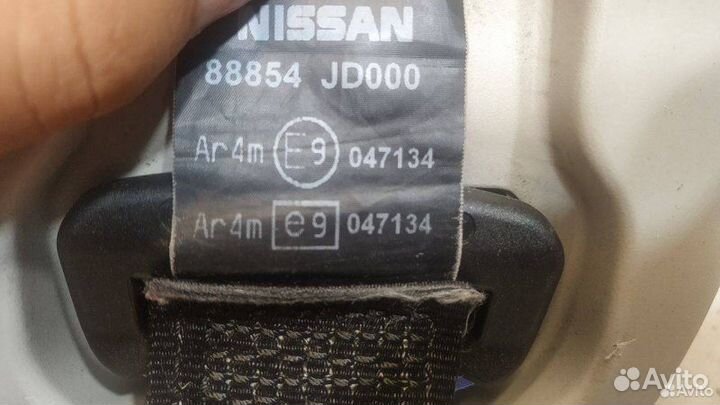 NISSAN
88854 JD000
Ar4m E9 047134
Ar4m e9 047134
Avito